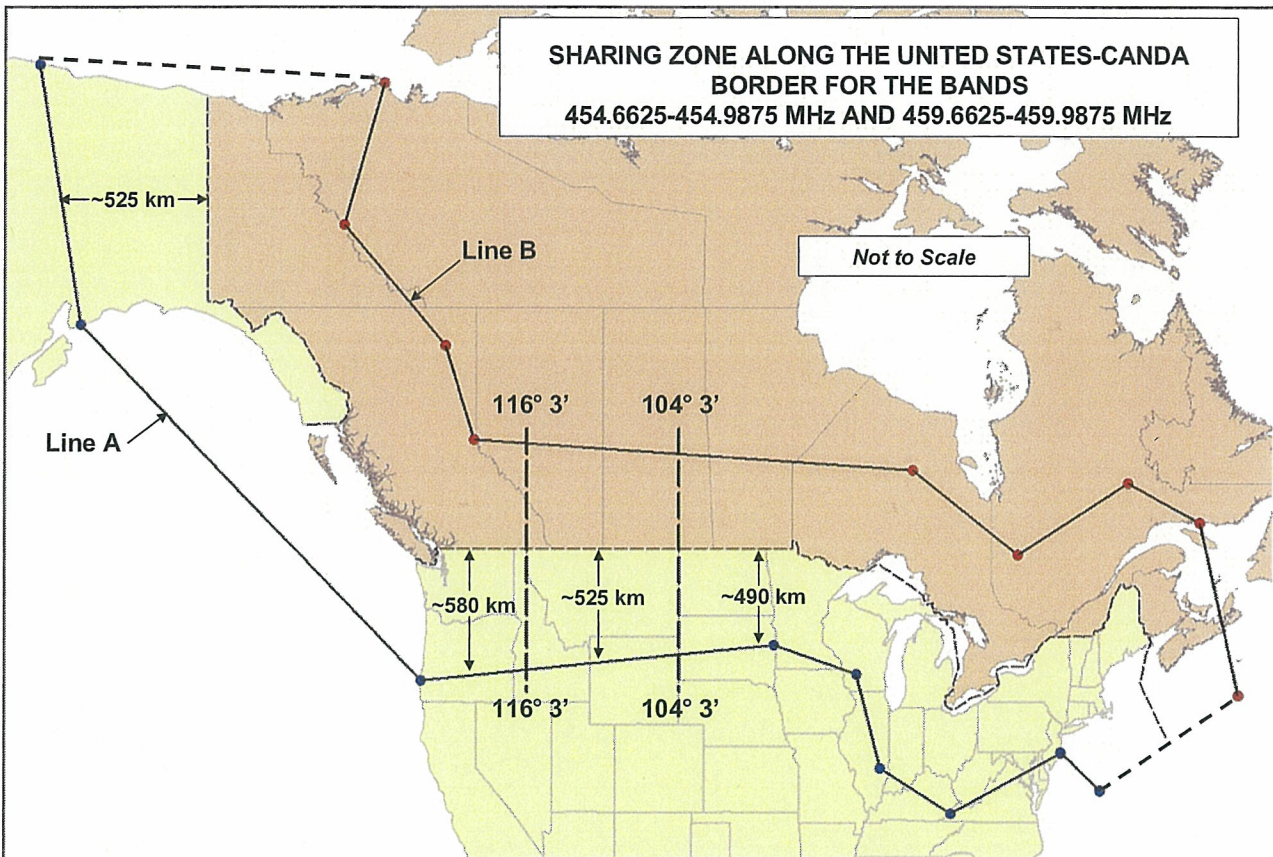 SHARING ZONE ALONG THE UNITED STATES-CANDA
BORDER FOR THE BANDS
454.6625-454.9875 MHz AND 459.6625-459.9875 MHz
~525 km
Line B
Not to Scale
Line A
116° 3’
104° 3’
~580 km
~525 km
~490 km
116° 3’
104° 3’